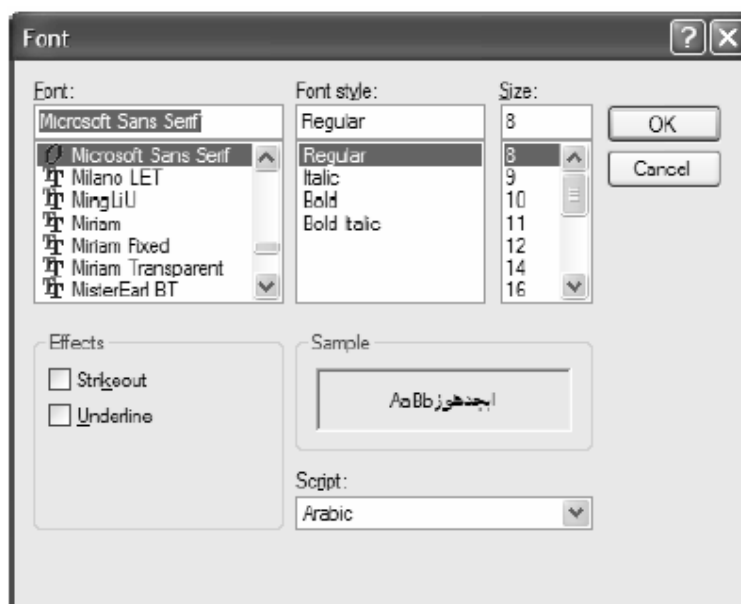 Font
Font:
Microsoft Sans Serif
Microsoft Sans Serif
Milano LET
MingLiU
Miriam
Miriam Fixed
Miriam Transparent
MisterEarl BT
Font style:
Regular
Regular
Italic
Bold
Bold Italic
Size:
8
8
9
10
11
12
14
16
OK
Cancel
Effects
Strikeout
Underline
Sample
AaBbابجدهوز
Script:
Arabic